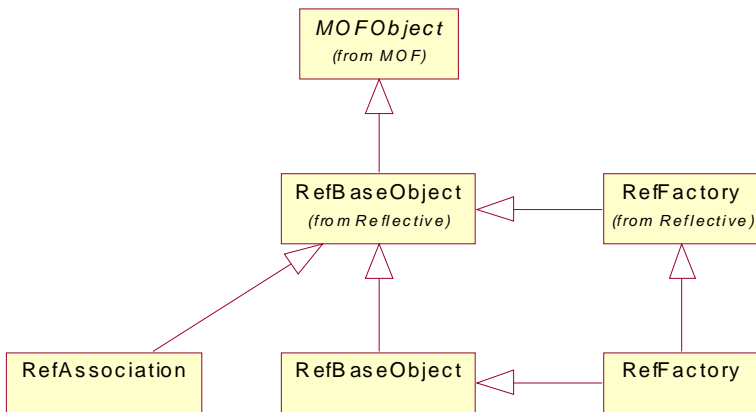 MOFObject
(from MOF)
RefBaseObject
(from Reflective)
RefFactory
(from Reflective)
RefAssociation
RefBaseObject
RefFactory